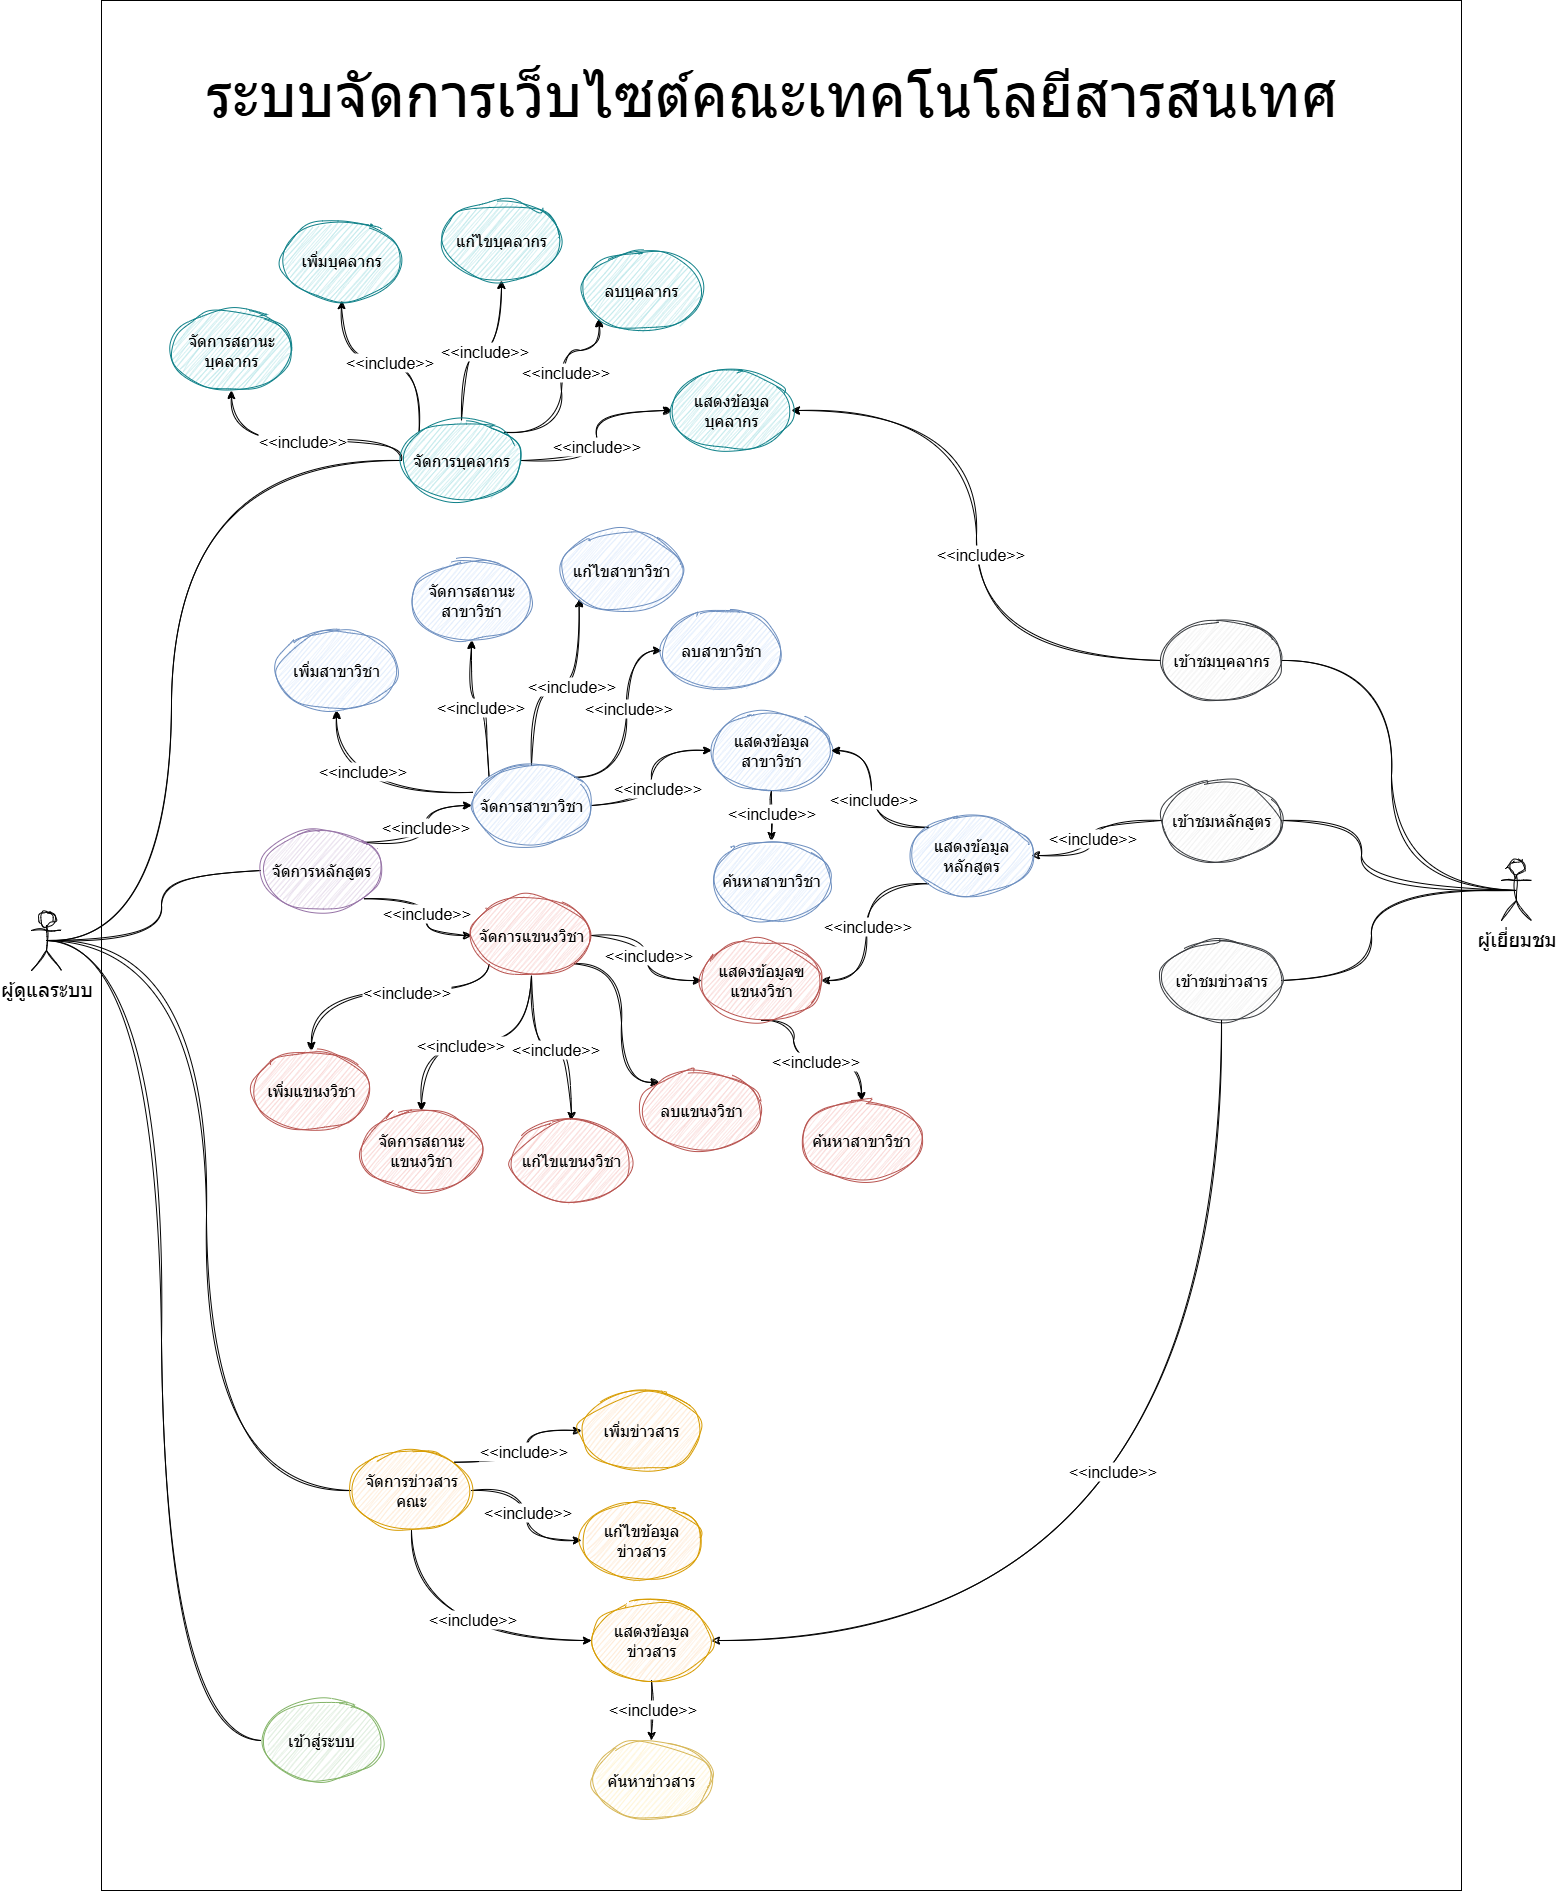 ระบบจัดการเว็บไซต์คณะเทคโนโลยีสารสนเทศ
แก้ไขบุคลากร
เพิ่มบุคลากร
ลบบุคลากร
จัดการสถานะ
บุคลากร
<<include>>
<<include>>
<<include>>
แสดงข้อมูล
บุคลากร
<<include>>
<<include>>
จัดการบุคลากร
<<include>>
แก้ไขสาขาวิชา
จัดการสถานะ
สาขาวิชา
ลบสาขาวิชา
เพิ่มสาขาวิชา
เข้าชมบุคลากร
<<include>>
<<include>>
<<include>>
<<include>>
แสดงข้อมูล
สาขาวิชา
<<include>>
<<include>>
จัดการสาขาวิชา
<<include>>
<<include>>
<<include>>
เข้าชมหลักสูตร
<<include>>
แสดงข้อมูล
หลักสูตร
จัดการหลักสูตร
ค้นหาสาขาวิชา
<<include>>
<<include>>
จัดการแขนงวิชา
<<include>>
ผู้เยี่ยมชม
แสดงข้อมูลฃ
แขนงวิชา
เข้าชมข่าวสาร
ผู้ดูแลระบบ
<<include>>
<<include>>
<<include>>
<<include>>
เพิ่มแขนงวิชา
ลบแขนงวิชา
จัดการสถานะ
แขนงวิชา
แก้ไขแขนงวิชา
ค้นหาสาขาวิชา
เพิ่มข่าวสาร
<<include>>
<<include>>
จัดการข่าวสาร
คณะ
<<include>>
แก้ไขข้อมูล
ข่าวสาร
<<include>>
แสดงข้อมูล
ข่าวสาร
<<include>>
เข้าสู่ระบบ
ค้นหาข่าวสาร